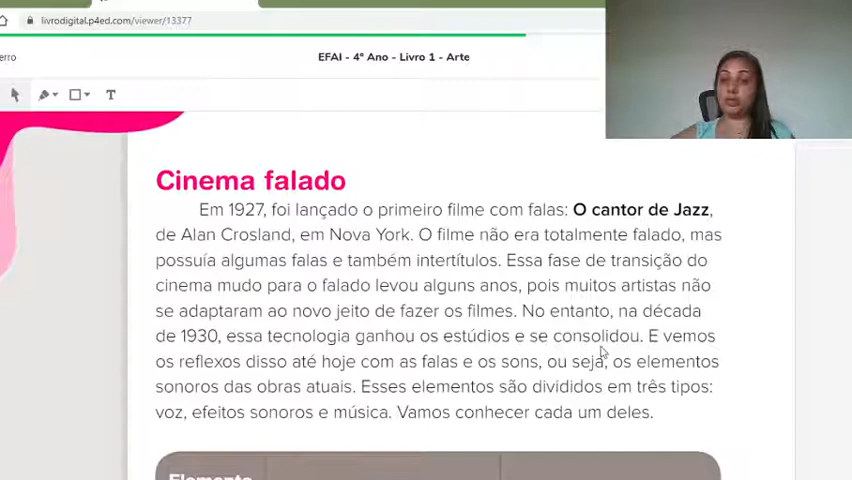 livrodigital.p4ed.com/viewer/13377
erro
EFAI - 4º Ano - Livro 1 - Arte
T
Cinema falado
Em 1927, foi lançado o primeiro filme com falas: O cantor de Jazz,
de Alan Crosland, em Nova York. O filme não era totalmente falado, mas
possuía algumas falas e também intertítulos. Essa fase de transição do
cinema mudo para o falado levou alguns anos, pois muitos artistas não
se adaptaram ao novo jeito de fazer os filmes. No entanto, na década
de 1930, essa tecnologia ganhou os estúdios e se consolidou. E vemos
os reflexos disso até hoje com as falas e os sons, ou seja, os elementos
sonoros das obras atuais. Esses elementos são divididos em três tipos:
voz, efeitos sonoros e música. Vamos conhecer cada um deles.
Elemento